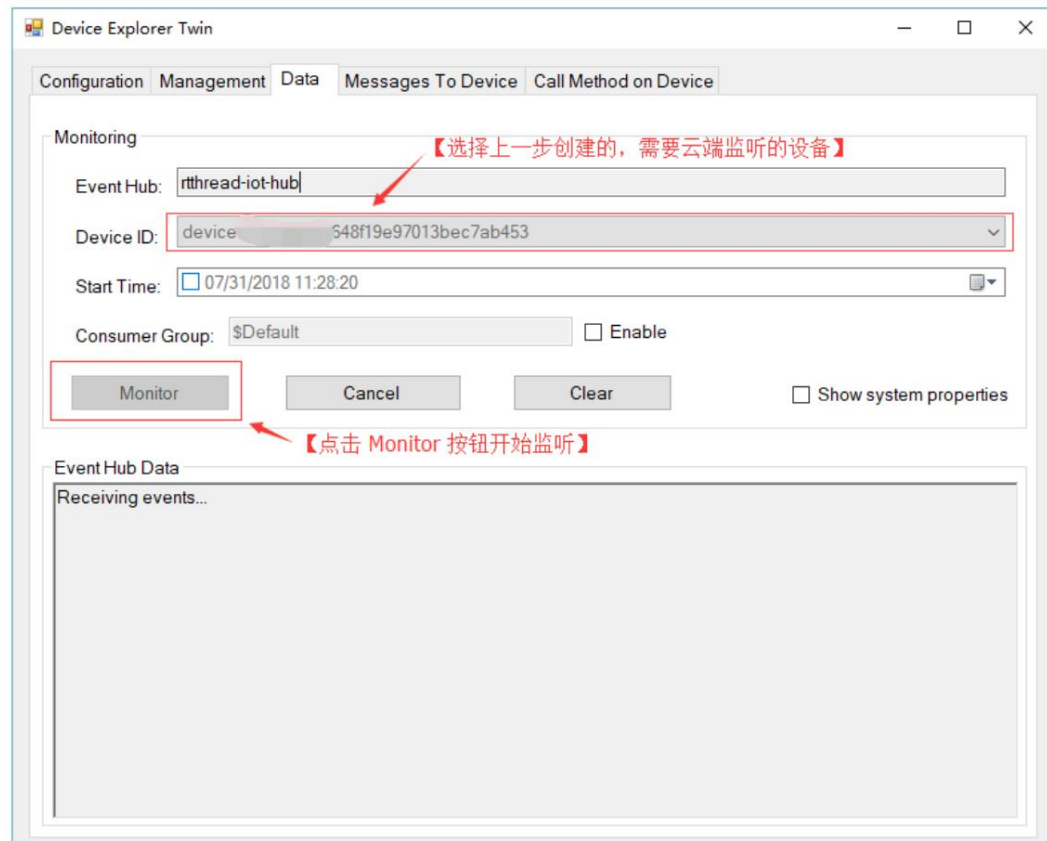 Device Explorer Twin
Configuration Management Data Messages To Device Call Method on Device
Monitoring
【选择上一步创建的，需要云端监听的设备】
Event Hub: rtthread-iot-hub
Device ID: device 648f19e97013bec7ab453
Start Time: 07/31/2018 11:28:20
Consumer Group: $Default Enable
Monitor Cancel Clear Show system properties
【点击 Monitor 按钮开始监听】
Event Hub Data
Receiving events...